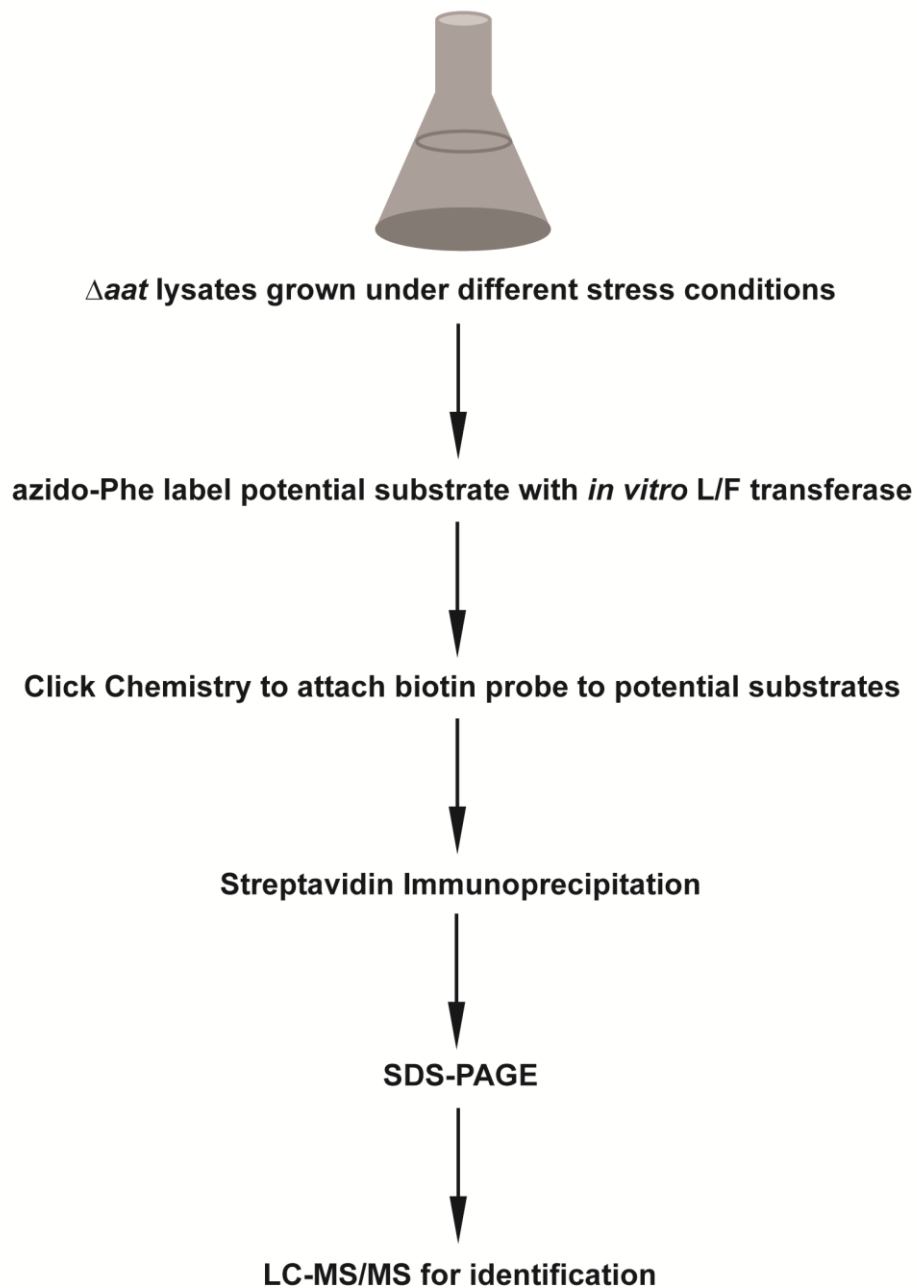 Δaat lysates grown under different stress conditions
azido-Phe label potential substrate with in vitro L/F transferase
Click Chemistry to attach biotin probe to potential substrates
Streptavidin Immunoprecipitation
SDS-PAGE
LC-MS/MS for identification